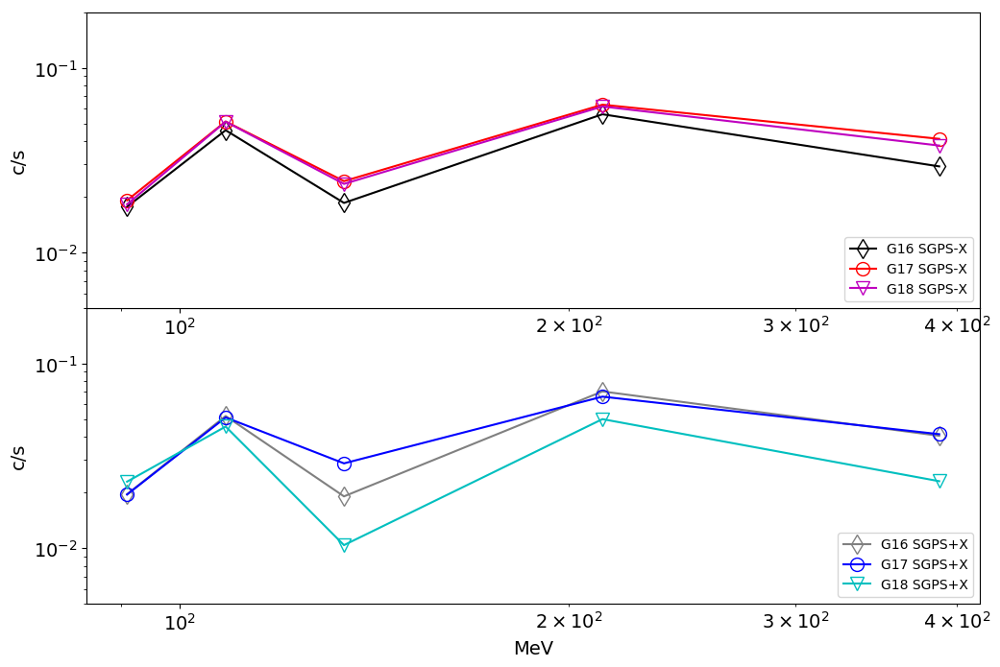 10⁻¹
c/s
10⁻²
G16 SGPS-X
G17 SGPS-X
G18 SGPS-X
10² 2 × 10² 3 × 10² 4 × 10²
10⁻¹
c/s
10⁻²
G16 SGPS+X
G17 SGPS+X
G18 SGPS+X
10² 2 × 10² 3 × 10² 4 × 10²
MeV